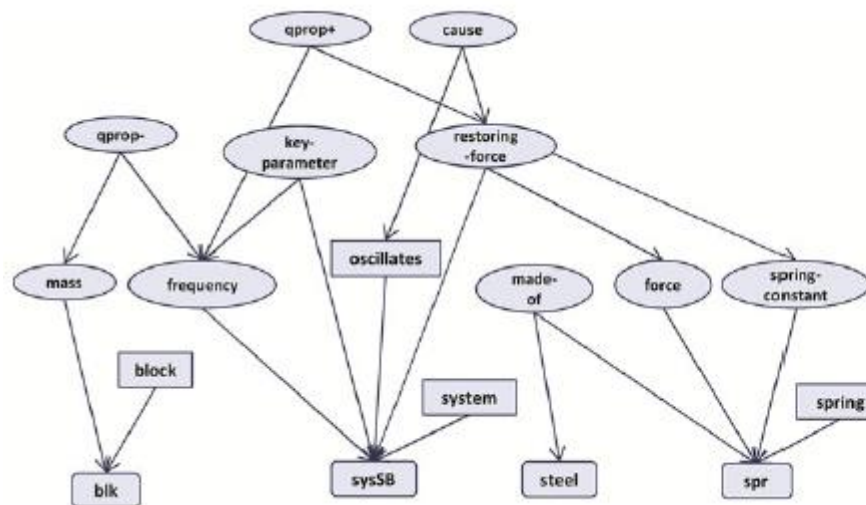 qprop+
cause
qprop-
key-
parameter
restoring
-force
mass
frequency
oscillates
made-
of
force
spring-
constant
block
system
spring
blk
sysSB
steel
spr